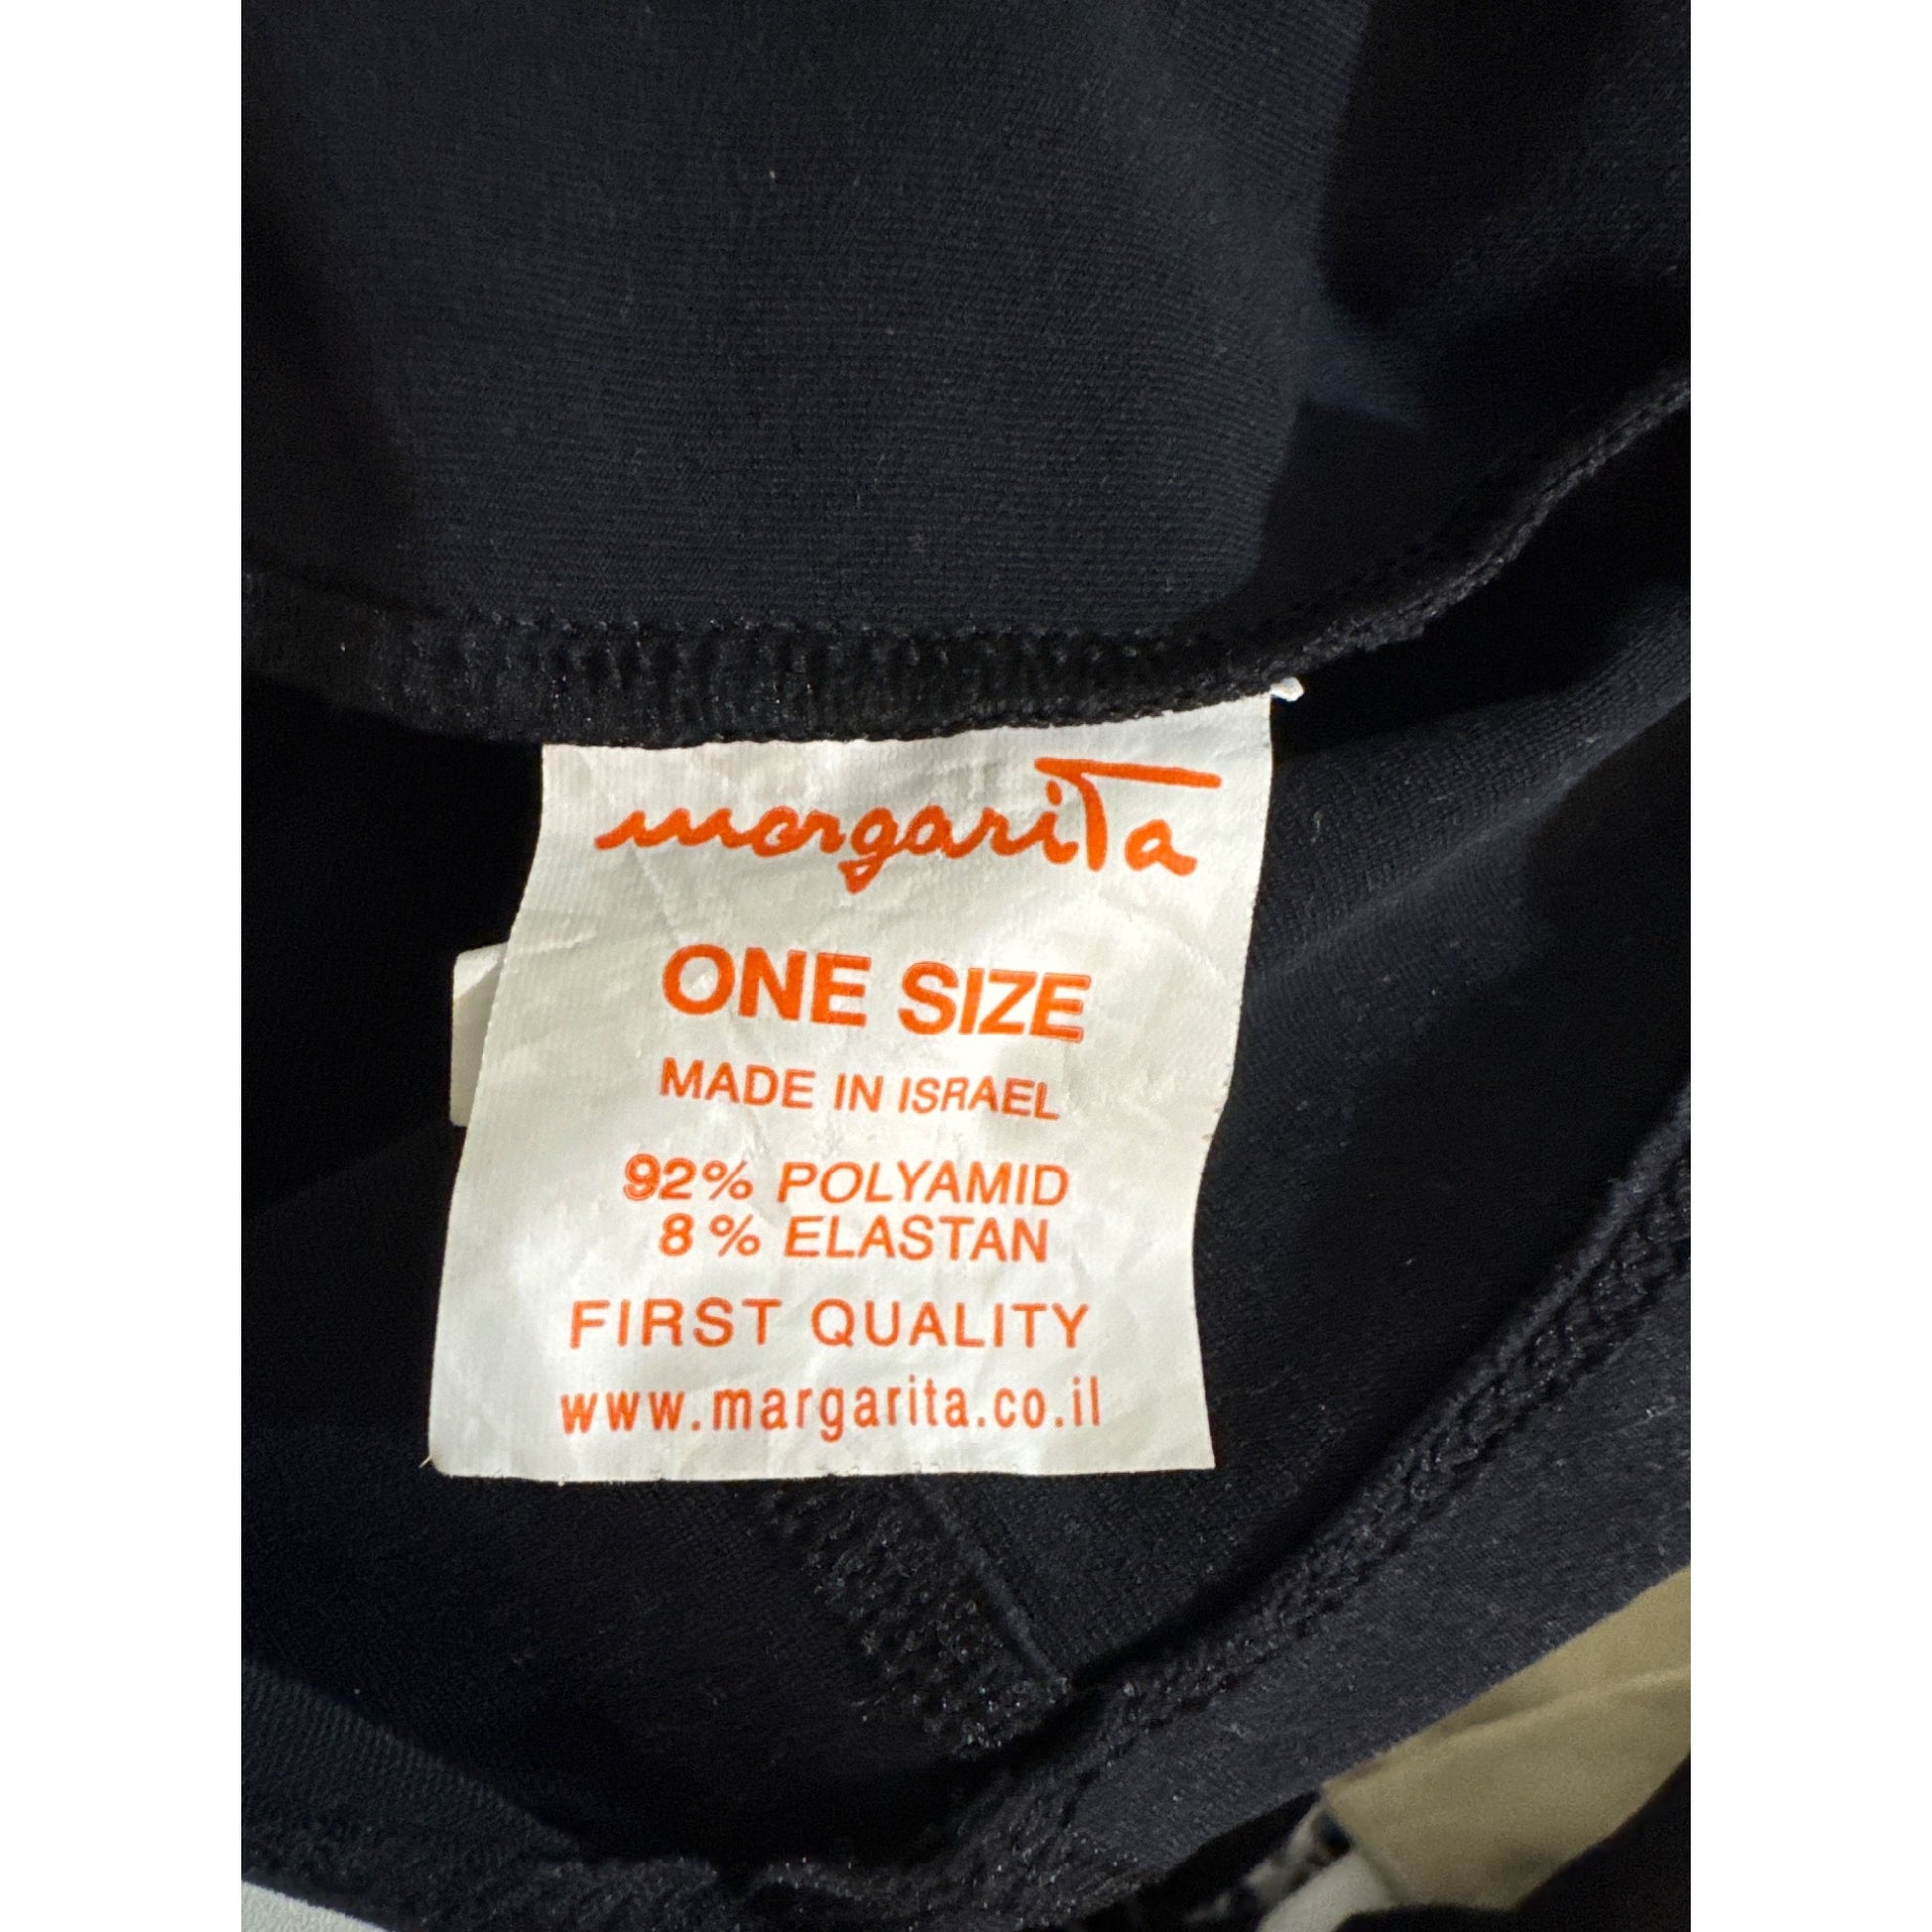 margariTa
ONE SIZE
MADE IN ISRAEL
92% POLYAMID
8% ELASTAN
FIRST QUALITY
www.margarita.co.il